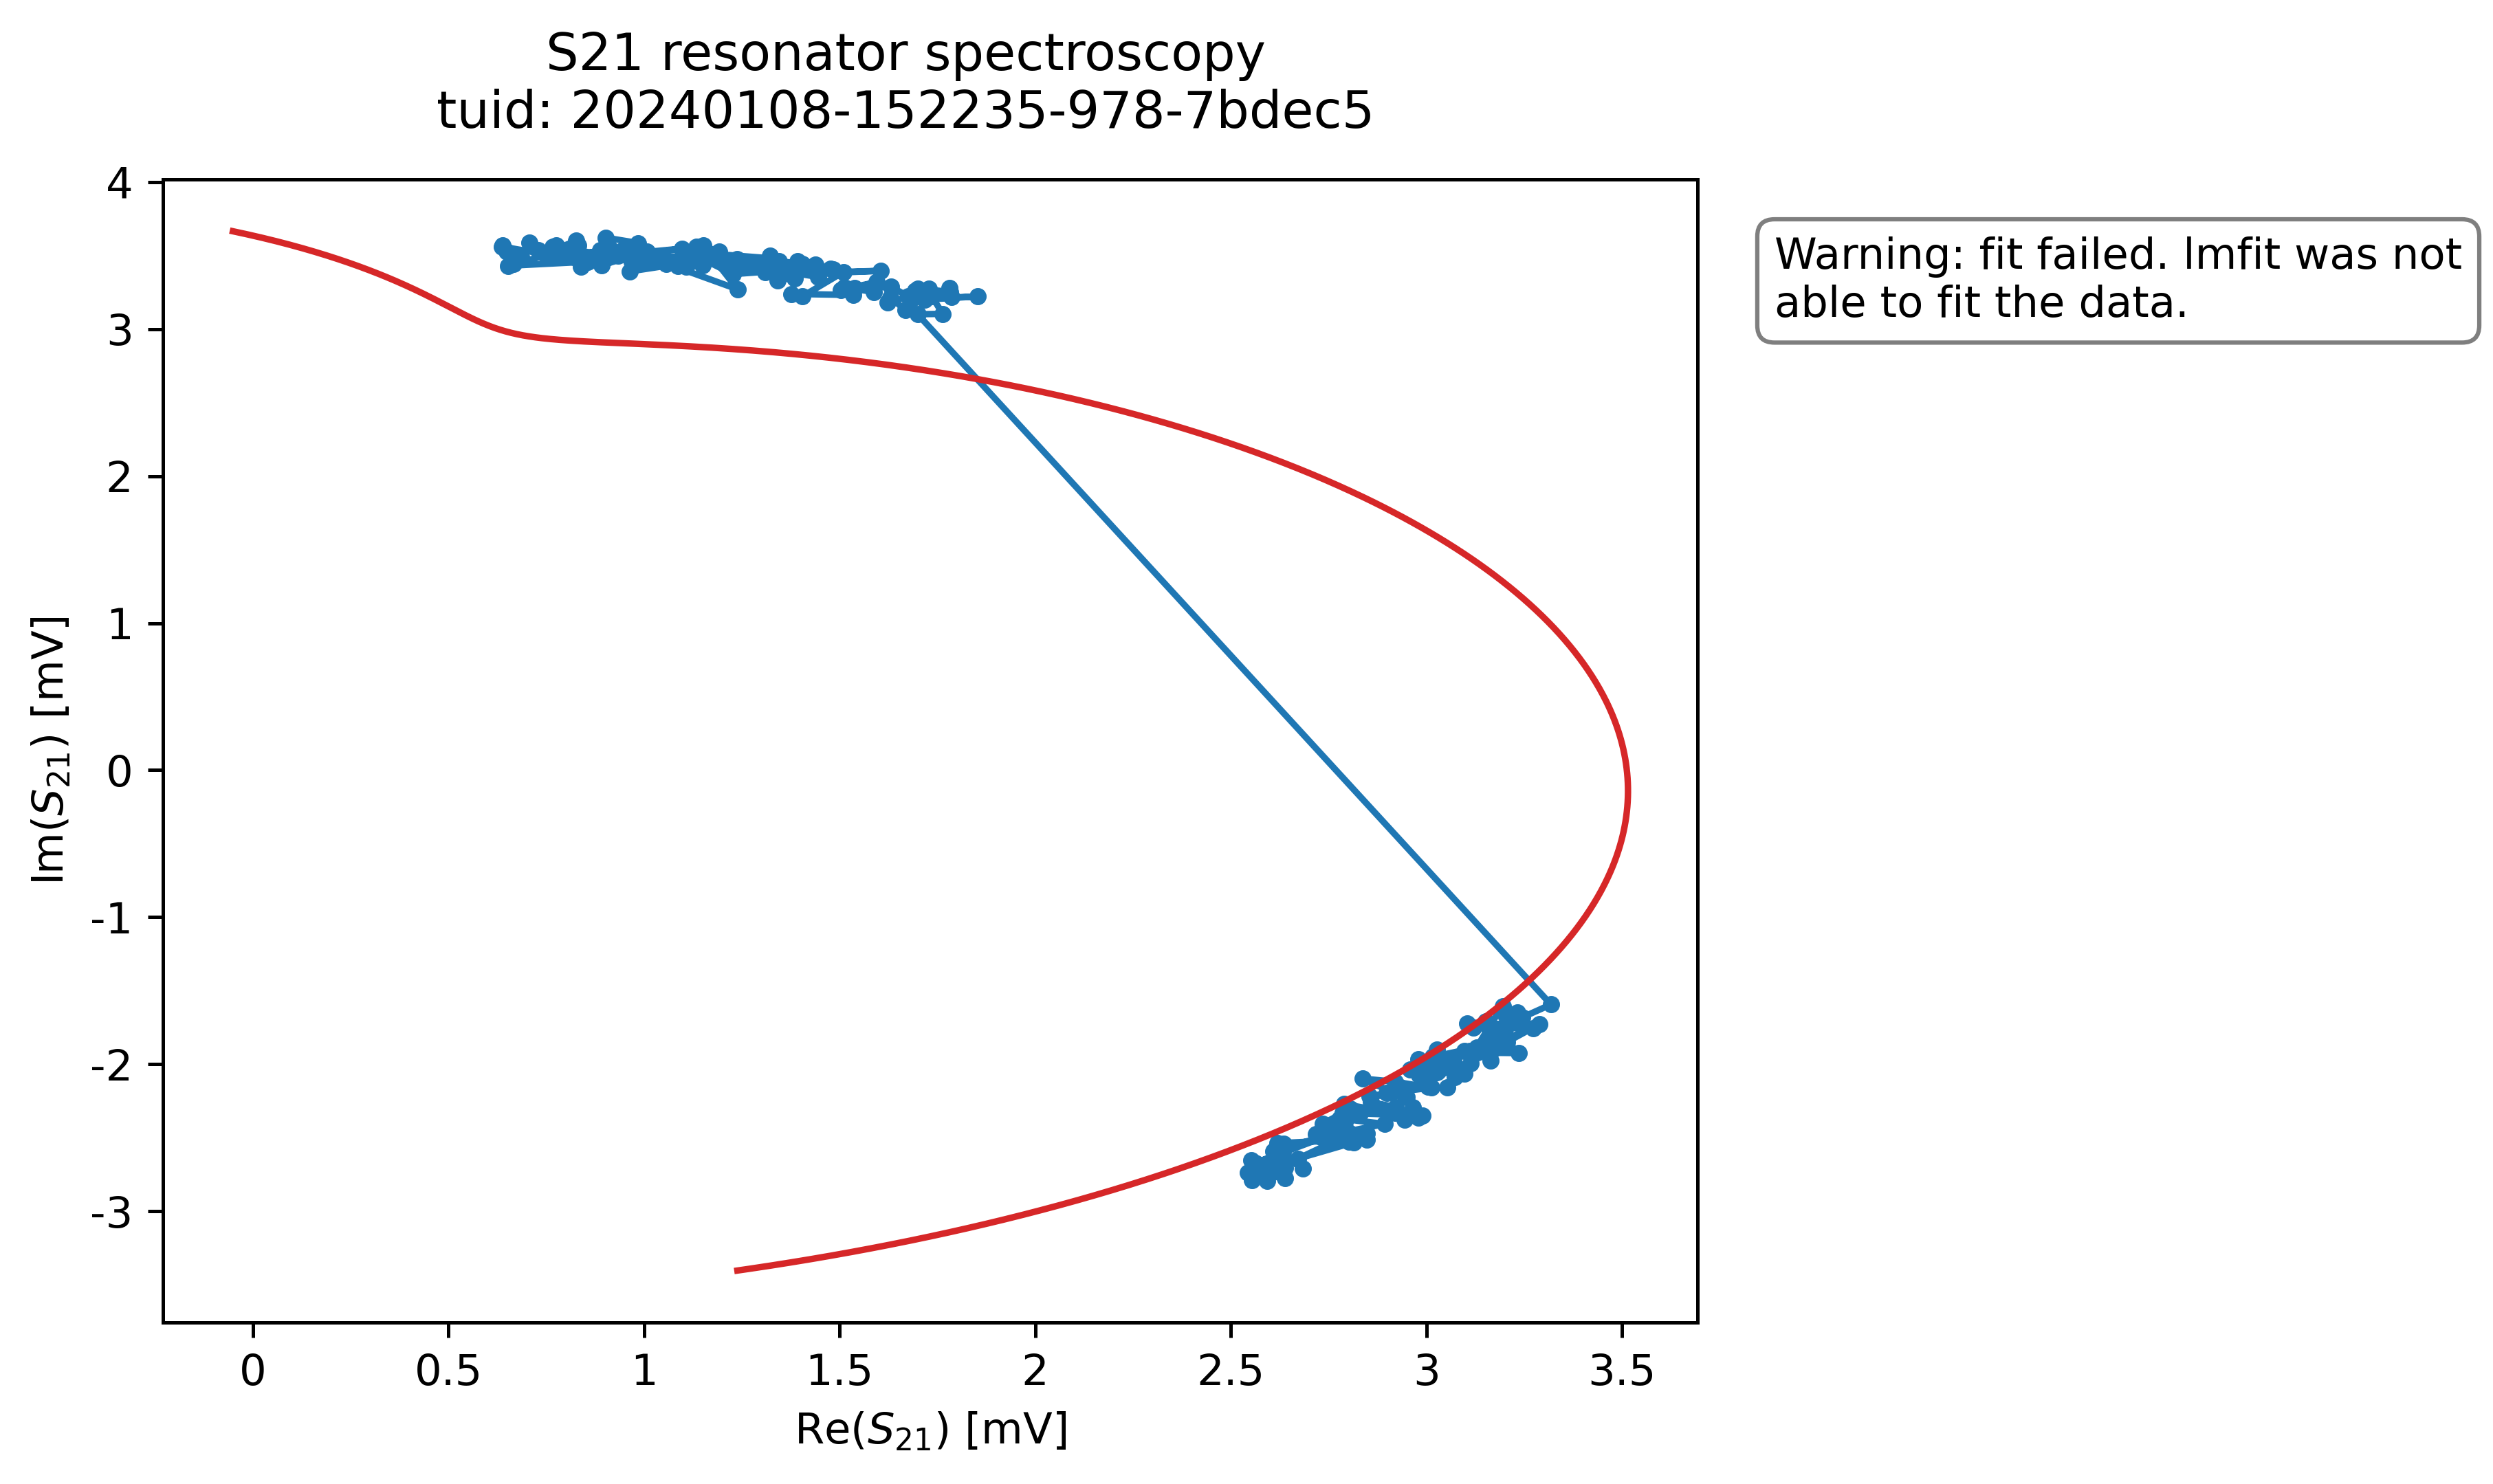 S21 resonator spectroscopy
tuid: 20240108-152235-978-7bdec5
Warning: fit failed. lmfit was not
able to fit the data.
4
3
2
1
0
-1
-2
-3
Im(S21) [mV]
0
0.5
1
1.5
2
2.5
3
3.5
Re(S21) [mV]